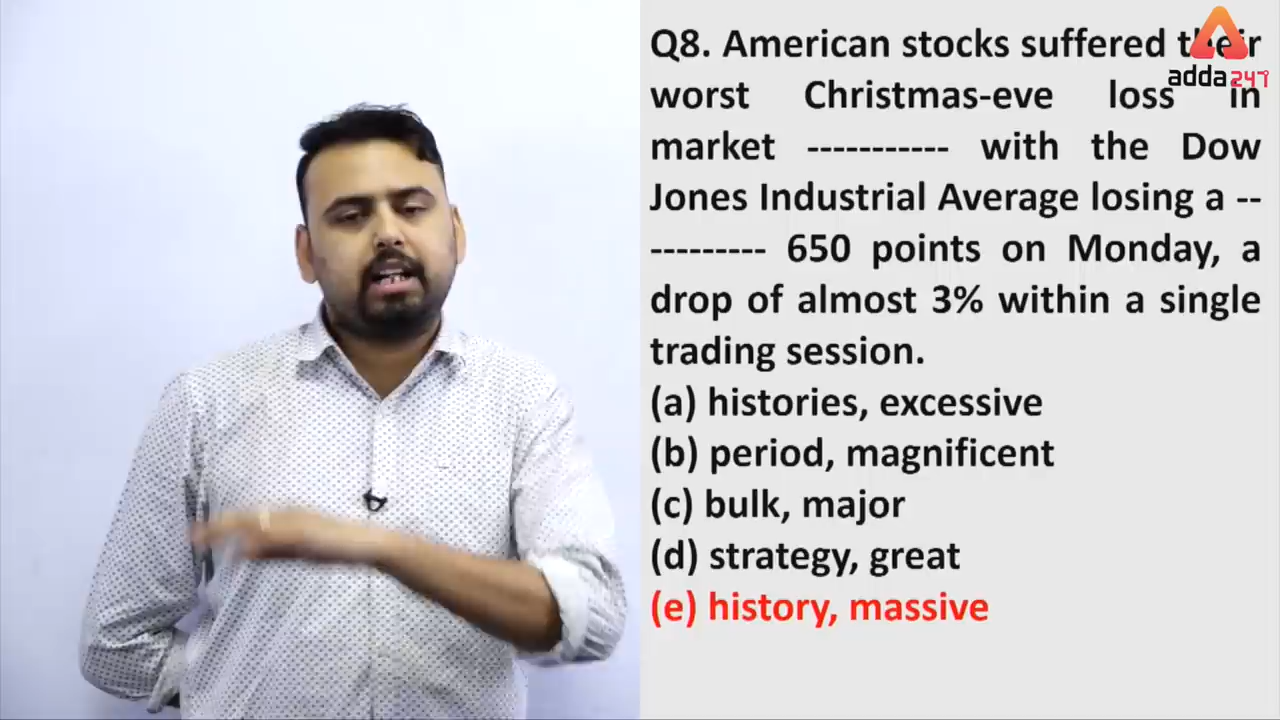 Q8. American stocks suffered their
worst Christmas-eve loss in
market ----------- with the Dow
Jones Industrial Average losing a --
---------- 650 points on Monday, a
drop of almost 3% within a single
trading session.
(a) histories, excessive
(b) period, magnificent
(c) bulk, major
(d) strategy, great
(e) history, massive
adda247